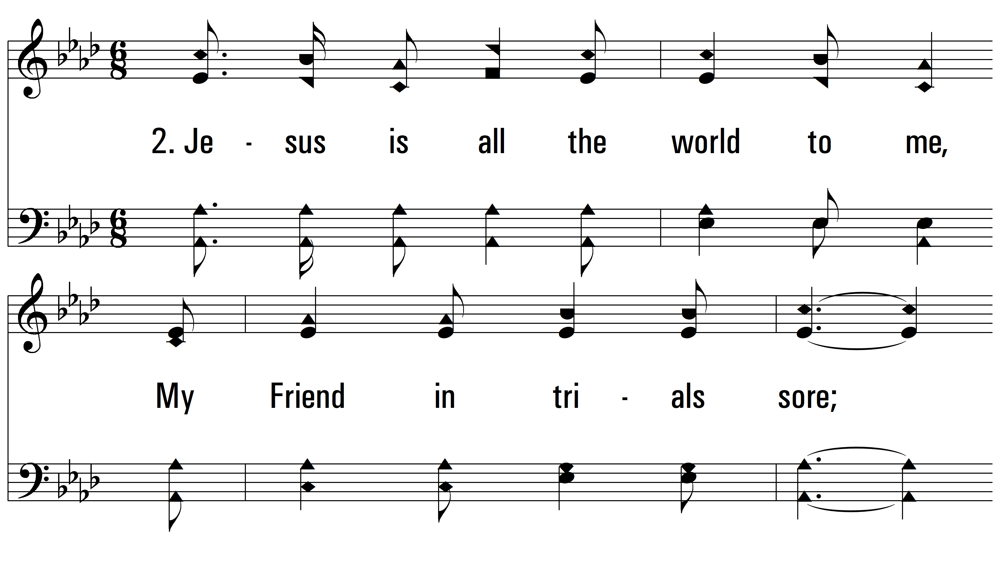 2. Je - sus is all the world to me,
My Friend in tri - als sore;